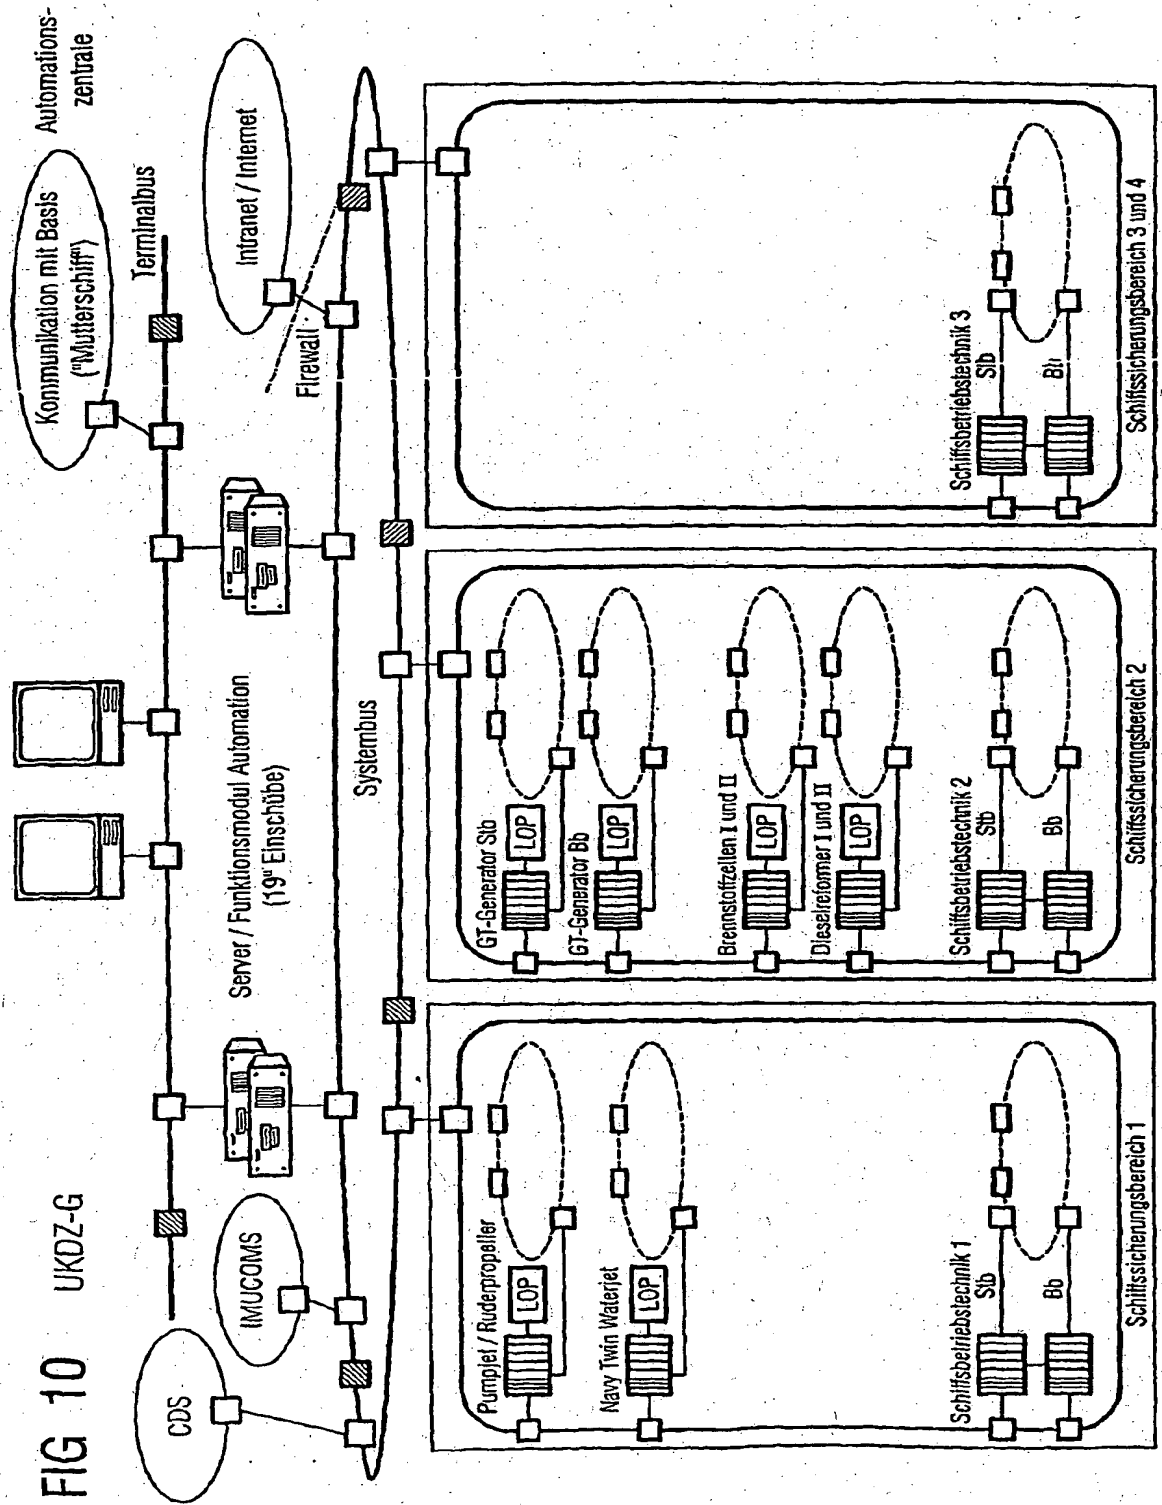 FIG 10
UKDZ-G
Automations-
zentrale
Kommunikation mit Basis
("Mutterschiff")
Terminalbus
CDS
IMUCOMS
Server / Funktionsmodul Automation
(19" Einschübe)
Intranet / Internet
Firewall
Systembus
Pumpjet / Ruderpropeller
LOP
Navy Twin Waterjet
LOP
Schiffsbetriebstechnik 1
Stb
Bb
Schiffssicherungsbereich 1
GT-Generator Stb
LOP
GT-Generator Bb
LOP
Brennstoffzellen I und II
LOP
Dieselreformer I und II
LOP
Schiffsbetriebstechnik 2
Stb
Bb
Schiffssicherungsbereich 2
Schiffsbetriebstechnik 3
Stb
Bb
Schiffssicherungsbereich 3 und 4